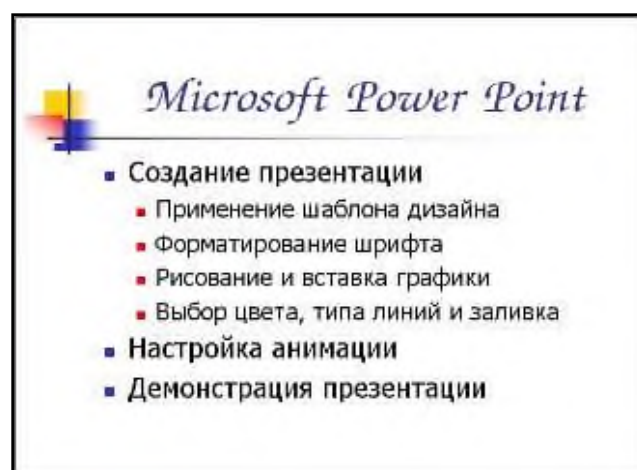 Microsoft Power Point
Создание презентации
Применение шаблона дизайна
Форматирование шрифта
Рисование и вставка графики
Выбор цвета, типа линий и заливка
Настройка анимации
Демонстрация презентации